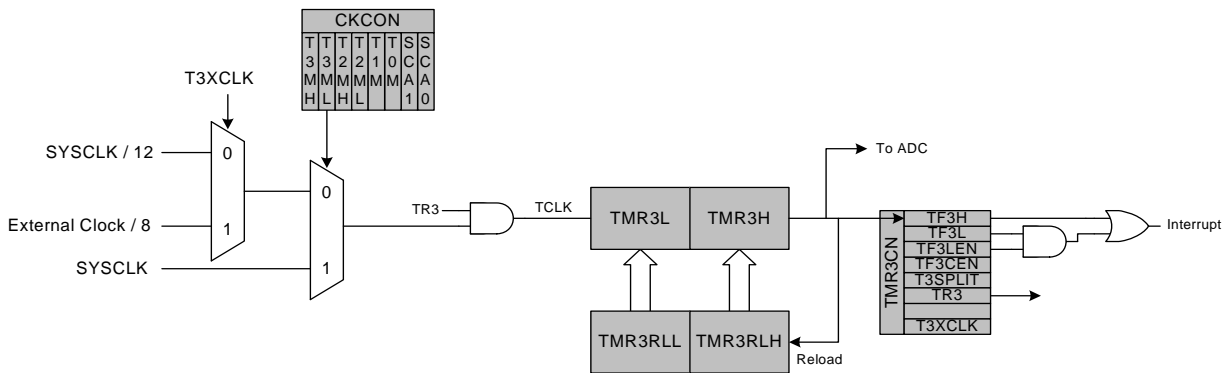 CKCON
T3MH
T3ML
T2MH
T2ML
T1M
T0M
SCA1
SCA0
T3XCLK
SYSCLK / 12
0
External Clock / 8
1
SYSCLK
0
1
TR3
TCLK
TMR3L
TMR3H
To ADC
TMR3RLL
TMR3RLH
Reload
TMR3CN
TF3H
TF3L
TF3LEN
TF3CEN
T3SPLIT
TR3
T3XCLK
Interrupt